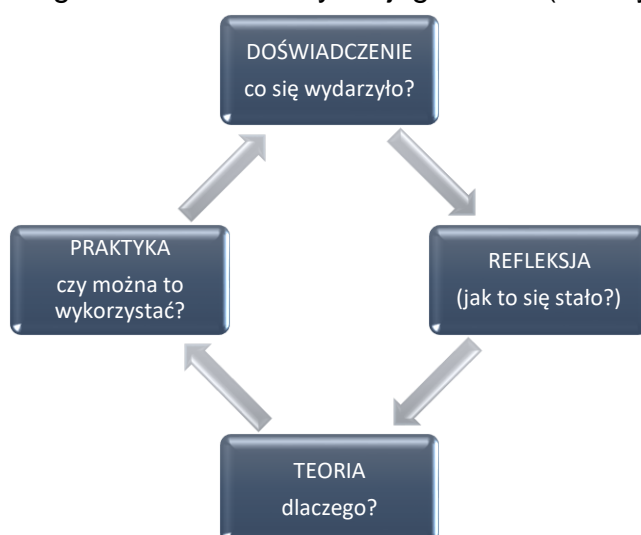 DOŚWIADCZENIE
co się wydarzyło?
PRAKTYKA
czy można to
wykorzystać?
REFLEKSJA
(jak to się stało?)
TEORIA
dlaczego?